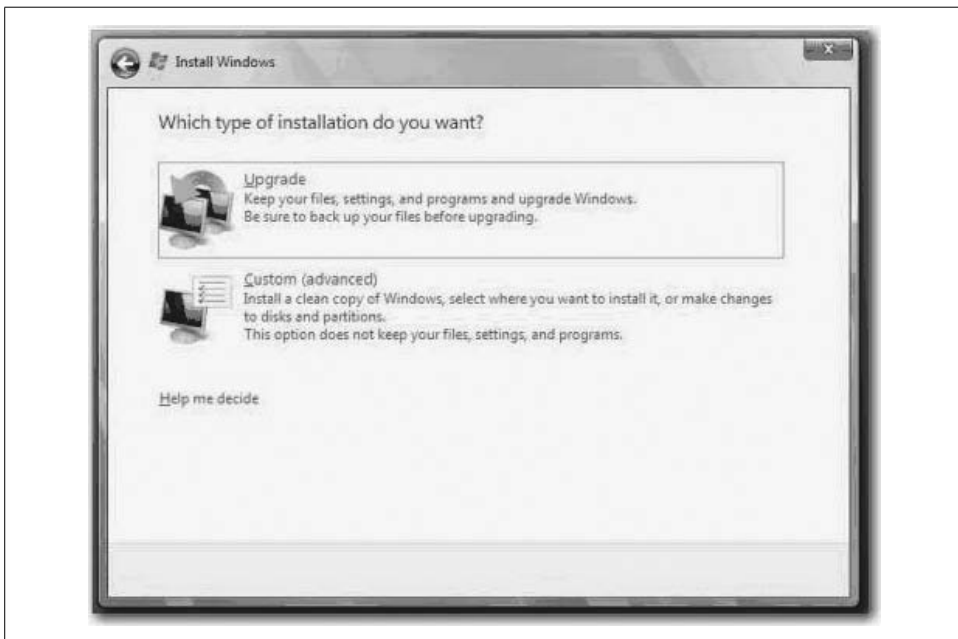 Install Windows
x
Which type of installation do you want?
Upgrade
Keep your files, settings, and programs and upgrade Windows.
Be sure to back up your files before upgrading.
Custom (advanced)
Install a clean copy of Windows, select where you want to install it, or make changes
to disks and partitions.
This option does not keep your files, settings, and programs.
Help me decide